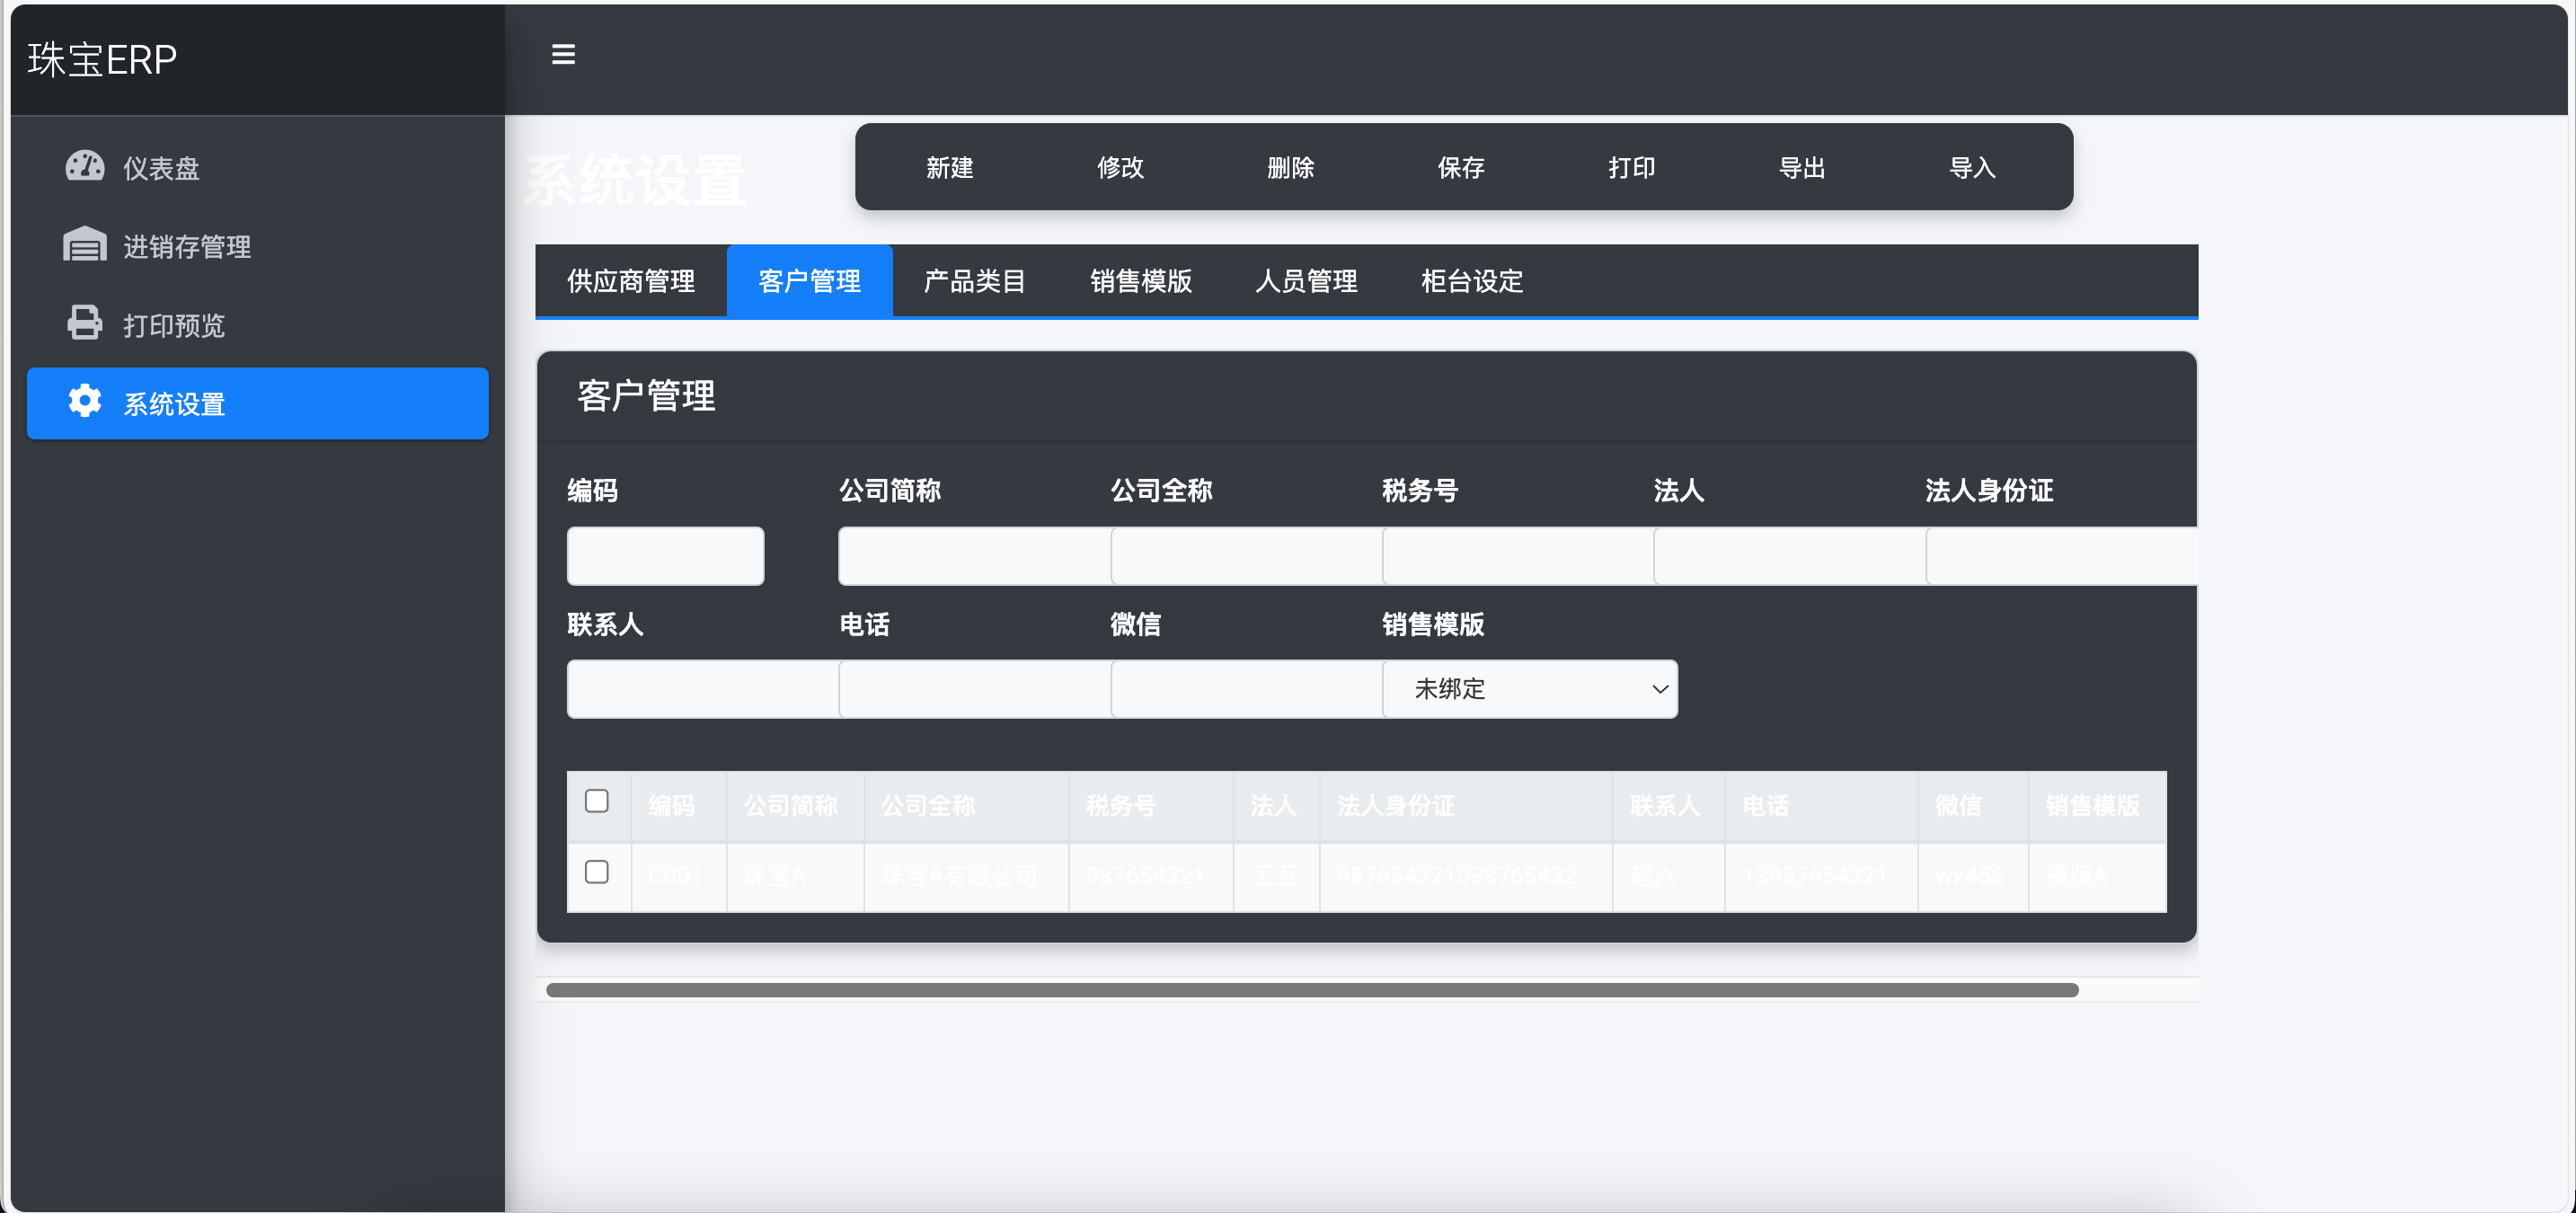 珠宝ERP
仪表盘
进销存管理
打印预览
系统设置
系统设置
新建 修改 删除 保存 打印 导出 导入
供应商管理 客户管理 产品类目 销售模版 人员管理 柜台设定
客户管理
编码 公司简称 公司全称 税务号 法人 法人身份证
联系人 电话 微信 销售模版
未绑定
编码 公司简称 公司全称 税务号 法人 法人身份证 联系人 电话 微信 销售模版
C001 珠宝A 珠宝A有限公司 987654321 王五 987654321098765432 赵六 13987654321 wx456 模版A